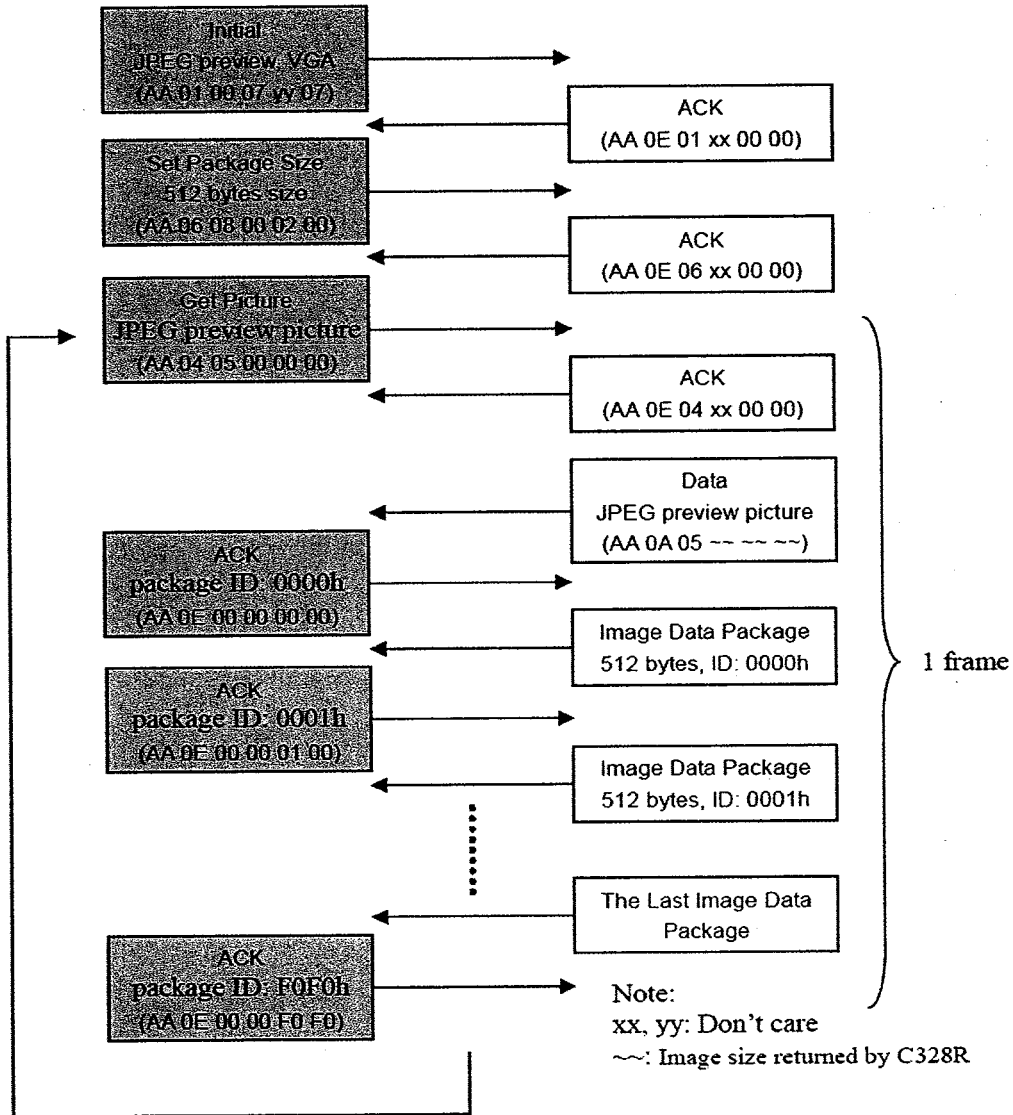 Initial
JPEG preview, VGA
(AA 01 00 07 yy 07)
ACK
(AA 0E 01 xx 00 00)
Set Package Size
512 bytes size
(AA 06 08 00 02 00)
ACK
(AA 0E 06 xx 00 00)
Get Picture
JPEG preview picture
(AA 04 05 00 00 00)
ACK
(AA 0E 04 xx 00 00)
Data
JPEG preview picture
(AA 0A 05 ~~ ~~ ~~)
ACK
package ID: 0000h
(AA 0E 00 00 00 00)
Image Data Package
512 bytes, ID: 0000h
1 frame
ACK
package ID: 0001h
(AA 0E 00 00 01 00)
Image Data Package
512 bytes, ID: 0001h
The Last Image Data
Package
ACK
package ID: F0F0h
(AA 0E 00 00 F0 F0)
Note:
xx, yy: Don't care
~~: Image size returned by C328R